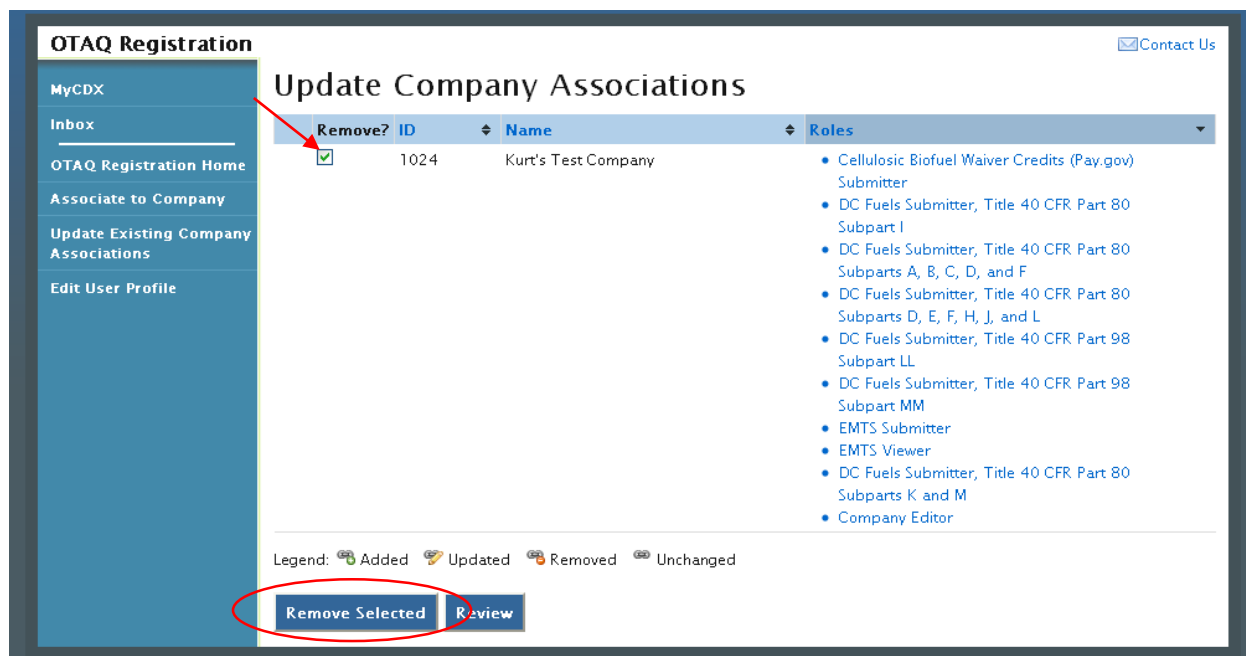 OTAQ Registration
Contact Us
MyCDX
Inbox
OTAQ Registration Home
Associate to Company
Update Existing Company
Associations
Edit User Profile
Update Company Associations
Remove? ID Name Roles
1024 Kurt's Test Company
Cellulosic Biofuel Waiver Credits (Pay.gov)
Submitter
DC Fuels Submitter, Title 40 CFR Part 80
Subpart I
DC Fuels Submitter, Title 40 CFR Part 80
Subparts A, B, C, D, and F
DC Fuels Submitter, Title 40 CFR Part 80
Subparts D, E, F, H, J, and L
DC Fuels Submitter, Title 40 CFR Part 98
Subpart LL
DC Fuels Submitter, Title 40 CFR Part 98
Subpart MM
EMTS Submitter
EMTS Viewer
DC Fuels Submitter, Title 40 CFR Part 80
Subparts K and M
Company Editor
Legend: Added Updated Removed Unchanged
Remove Selected Review